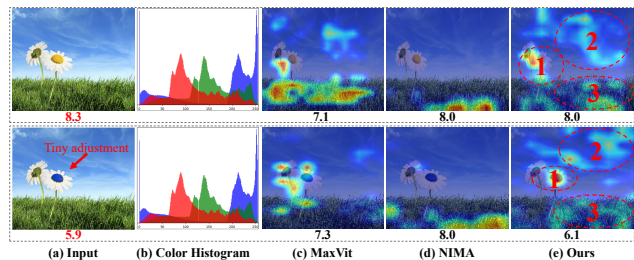 1
2
3
8.3
7.1
8.0
8.0
Tiny adjustment
1
2
3
5.9
7.3
8.0
6.1
(a) Input
(b) Color Histogram
(c) MaxVit
(d) NIMA
(e) Ours